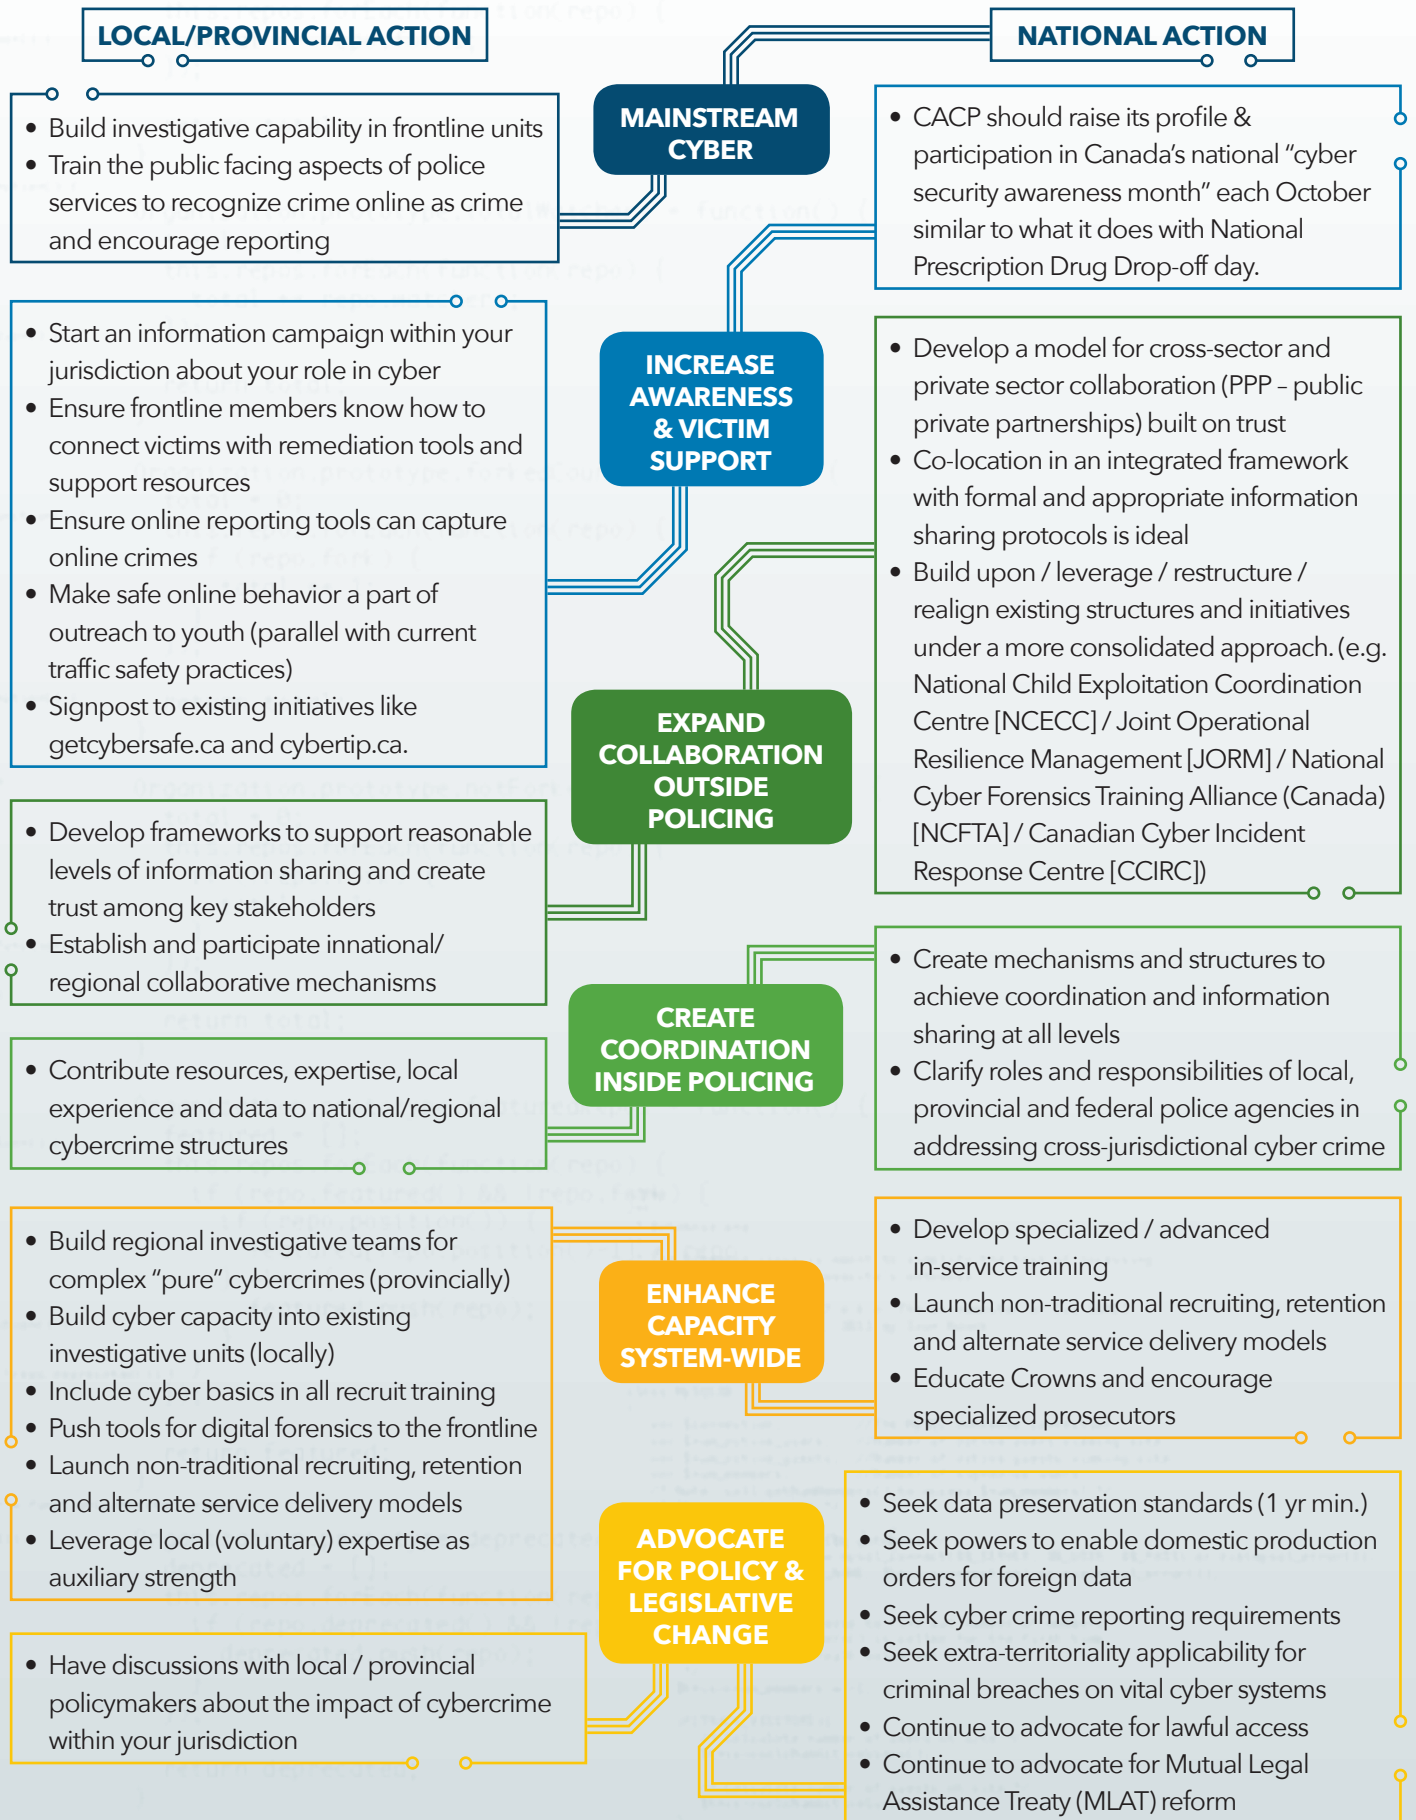 LOCAL/PROVINCIAL ACTION
NATIONAL ACTION
MAINSTREAM
CYBER
• Build investigative capability in frontline units
• Train the public facing aspects of police
services to recognize crime online as crime
and encourage reporting
• CACP should raise its profile &
participation in Canada’s national “cyber
security awareness month” each October
similar to what it does with National
Prescription Drug Drop-off day.
INCREASE
AWARENESS
& VICTIM
SUPPORT
• Start an information campaign within your
jurisdiction about your role in cyber
• Ensure frontline members know how to
connect victims with remediation tools and
support resources
• Ensure online reporting tools can capture
online crimes
• Make safe online behavior a part of
outreach to youth (parallel with current
traffic safety practices)
• Signpost to existing initiatives like
getcybersafe.ca and cybertip.ca.
• Develop a model for cross-sector and
private sector collaboration (PPP – public
private partnerships) built on trust
• Co-location in an integrated framework
with formal and appropriate information
sharing protocols is ideal
• Build upon / leverage / restructure /
realign existing structures and initiatives
under a more consolidated approach. (e.g.
National Child Exploitation Coordination
Centre [NCECC] / Joint Operational
Resilience Management [JORM] / National
Cyber Forensics Training Alliance (Canada)
[NCFTA] / Canadian Cyber Incident
Response Centre [CCIRC])
EXPAND
COLLABORATION
OUTSIDE
POLICING
• Develop frameworks to support reasonable
levels of information sharing and create
trust among key stakeholders
• Establish and participate innational/
regional collaborative mechanisms
CREATE
COORDINATION
INSIDE POLICING
• Create mechanisms and structures to
achieve coordination and information
sharing at all levels
• Clarify roles and responsibilities of local,
provincial and federal police agencies in
addressing cross-jurisdictional cyber crime
• Contribute resources, expertise, local
experience and data to national/regional
cybercrime structures
ENHANCE
CAPACITY
SYSTEM-WIDE
• Build regional investigative teams for
complex “pure” cybercrimes (provincially)
• Build cyber capacity into existing
investigative units (locally)
• Include cyber basics in all recruit training
• Push tools for digital forensics to the frontline
• Launch non-traditional recruiting, retention
and alternate service delivery models
• Leverage local (voluntary) expertise as
auxiliary strength
• Develop specialized / advanced
in-service training
• Launch non-traditional recruiting, retention
and alternate service delivery models
• Educate Crowns and encourage
specialized prosecutors
ADVOCATE
FOR POLICY &
LEGISLATIVE
CHANGE
• Have discussions with local / provincial
policymakers about the impact of cybercrime
within your jurisdiction
• Seek data preservation standards (1 yr min.)
• Seek powers to enable domestic production
orders for foreign data
• Seek cyber crime reporting requirements
• Seek extra-territoriality applicability for
criminal breaches on vital cyber systems
• Continue to advocate for lawful access
• Continue to advocate for Mutual Legal
Assistance Treaty (MLAT) reform